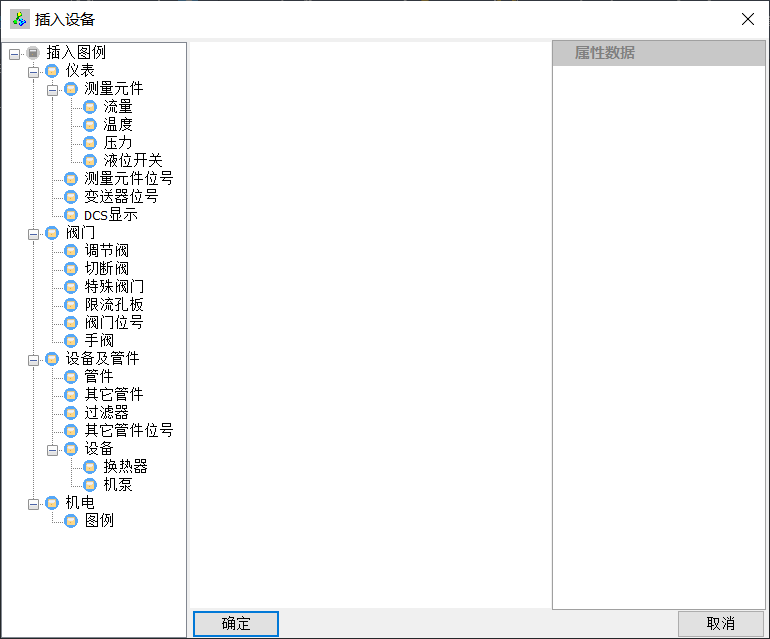 插入设备
插入图例
仪表
测量元件
流量
温度
压力
液位开关
测量元件位号
变送器位号
DCS显示
阀门
调节阀
切断阀
特殊阀门
限流孔板
阀门位号
手阀
设备及管件
管件
其它管件
过滤器
其它管件位号
设备
换热器
机泵
机电
图例
属性数据
确定
取消